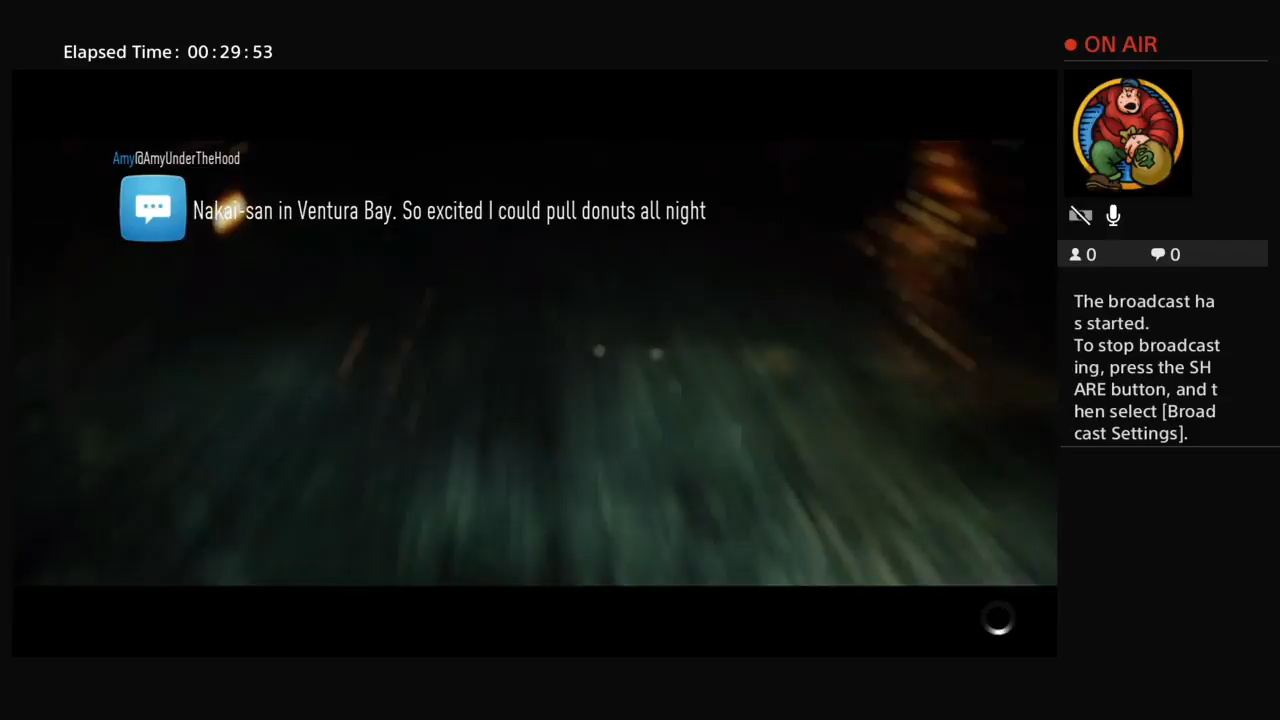 Elapsed Time: 00:29:53
ON AIR
Amy@AmyUnderTheHood
Nakai-san in Ventura Bay. So excited I could pull donuts all night
0
0
The broadcast ha
s started.
To stop broadcast
ing, press the SH
ARE button, and t
hen select [Broad
cast Settings].